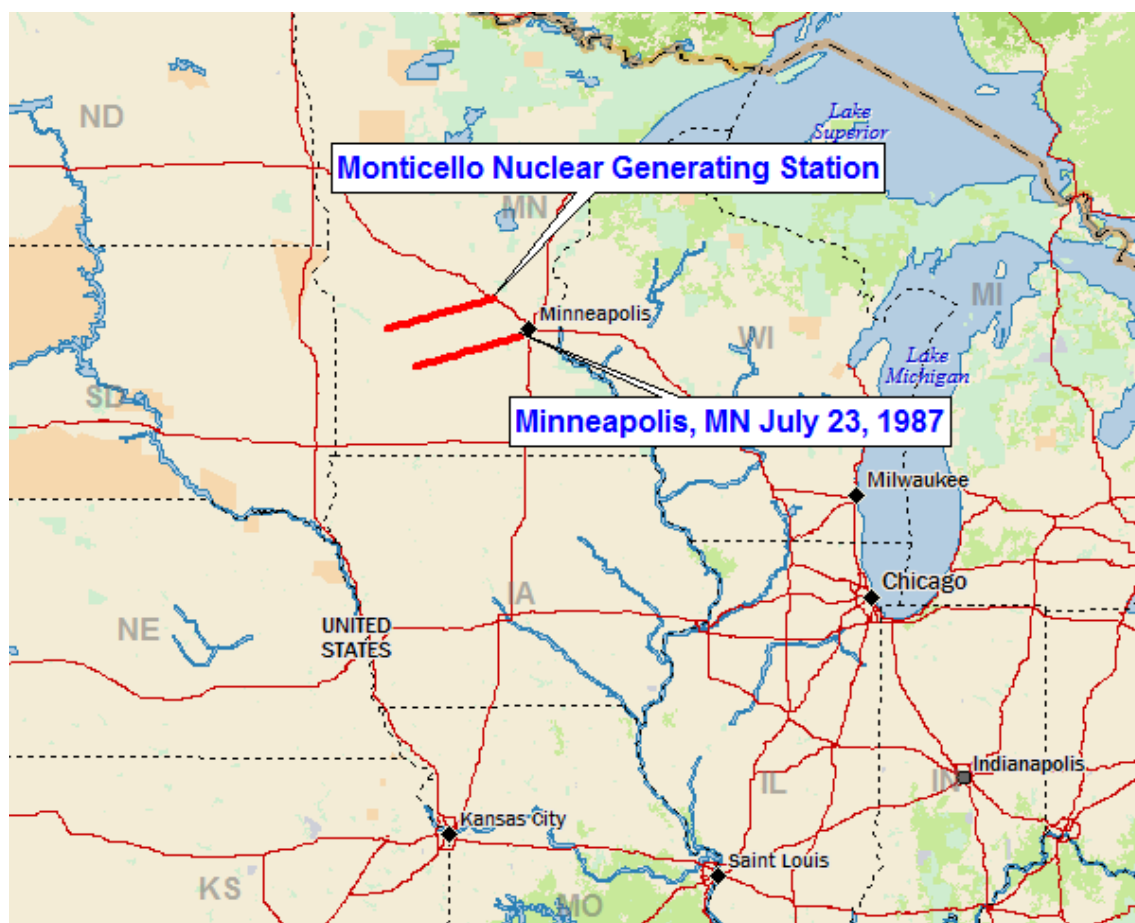 ND
Lake
Superior
Monticello Nuclear Generating Station
MN
MI
Minneapolis
WI
Lake
Michigan
SD
Minneapolis, MN July 23, 1987
Milwaukee
Chicago
IA
NE
UNITED
STATES
Indianapolis
IL
IN
Kansas City
Saint Louis
KS
MO